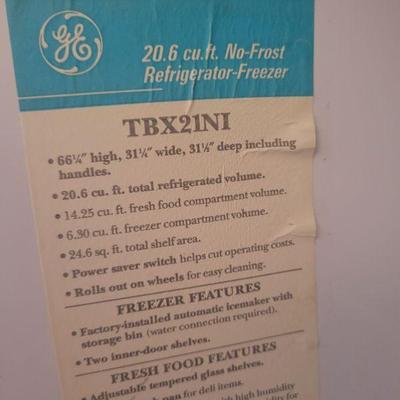 GE
20.6 cu.ft. No-Frost
Refrigerator-Freezer
TBX21NI
• 66¼″ high, 31¼″ wide, 31½″ deep including
handles.
• 20.6 cu. ft. total refrigerated volume.
• 14.25 cu. ft. fresh food compartment volume.
• 6.30 cu. ft. freezer compartment volume.
• 24.6 sq. ft. total shelf area.
• Power saver switch helps cut operating costs.
• Rolls out on wheels for easy cleaning.
FREEZER FEATURES
• Factory-installed automatic icemaker with
storage bin (water connection required).
• Two inner-door shelves.
FRESH FOOD FEATURES
• Adjustable tempered glass shelves.
pan for deli items.
with high humidity